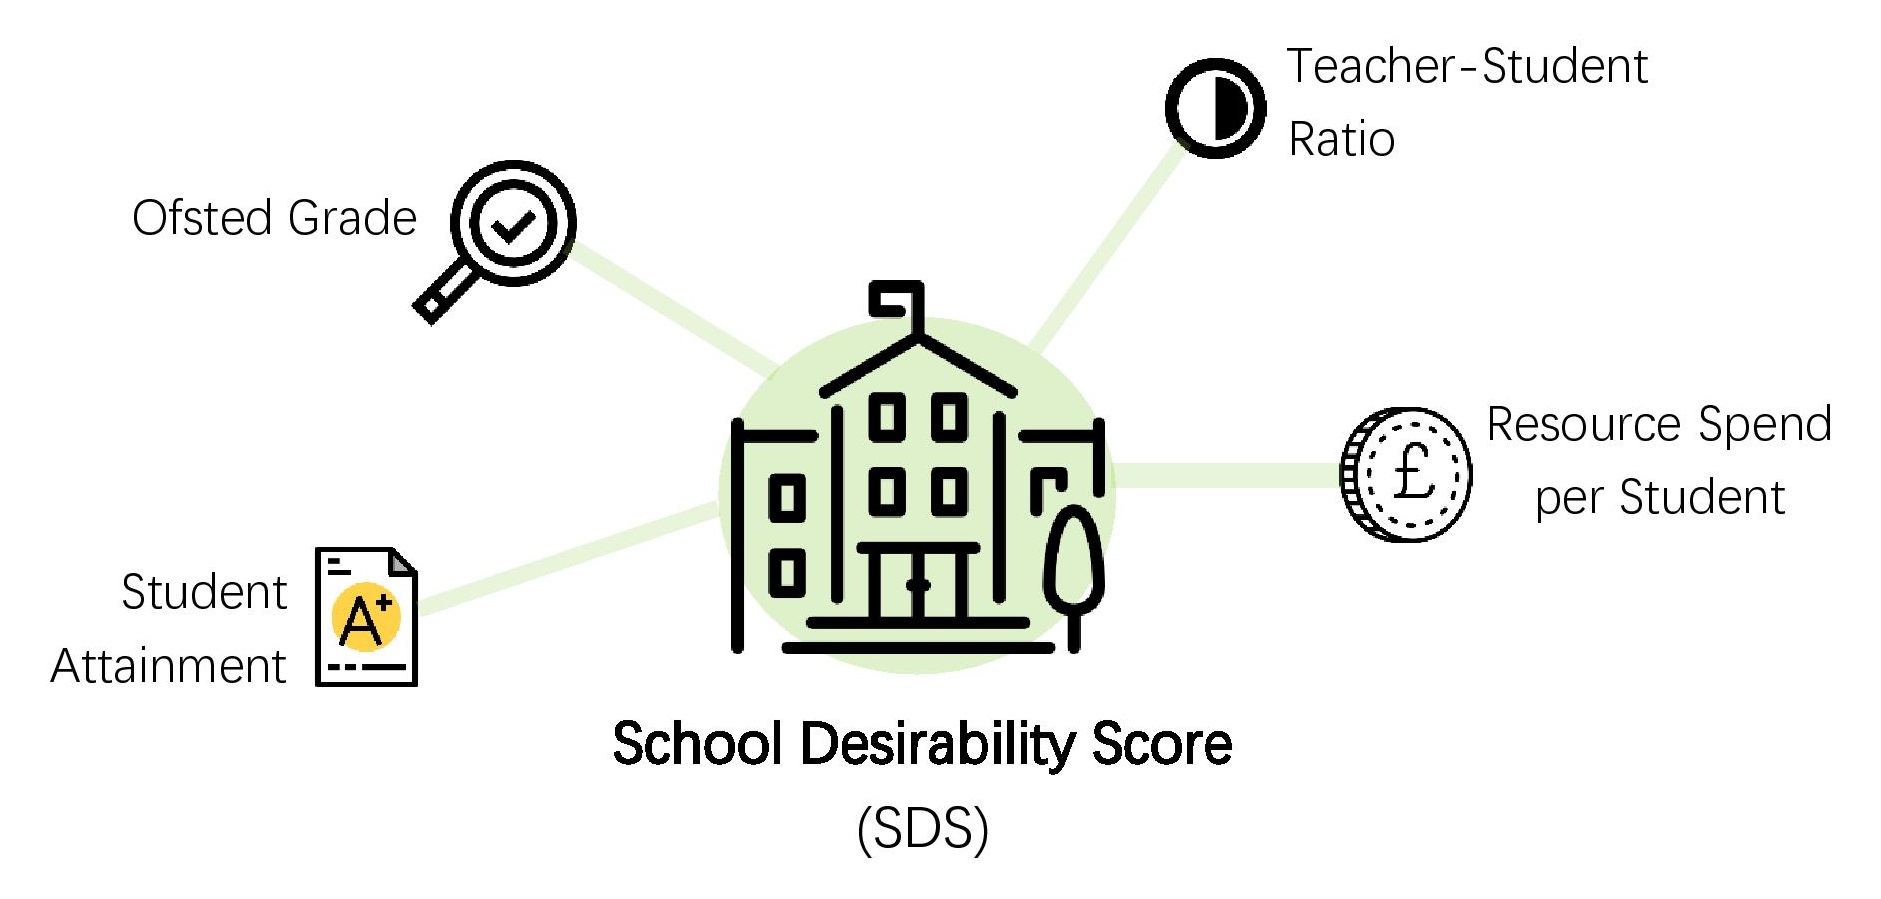 Teacher-Student
Ratio
Ofsted Grade
£
Resource Spend
per Student
Student
Attainment
A+
School Desirability Score
(SDS)